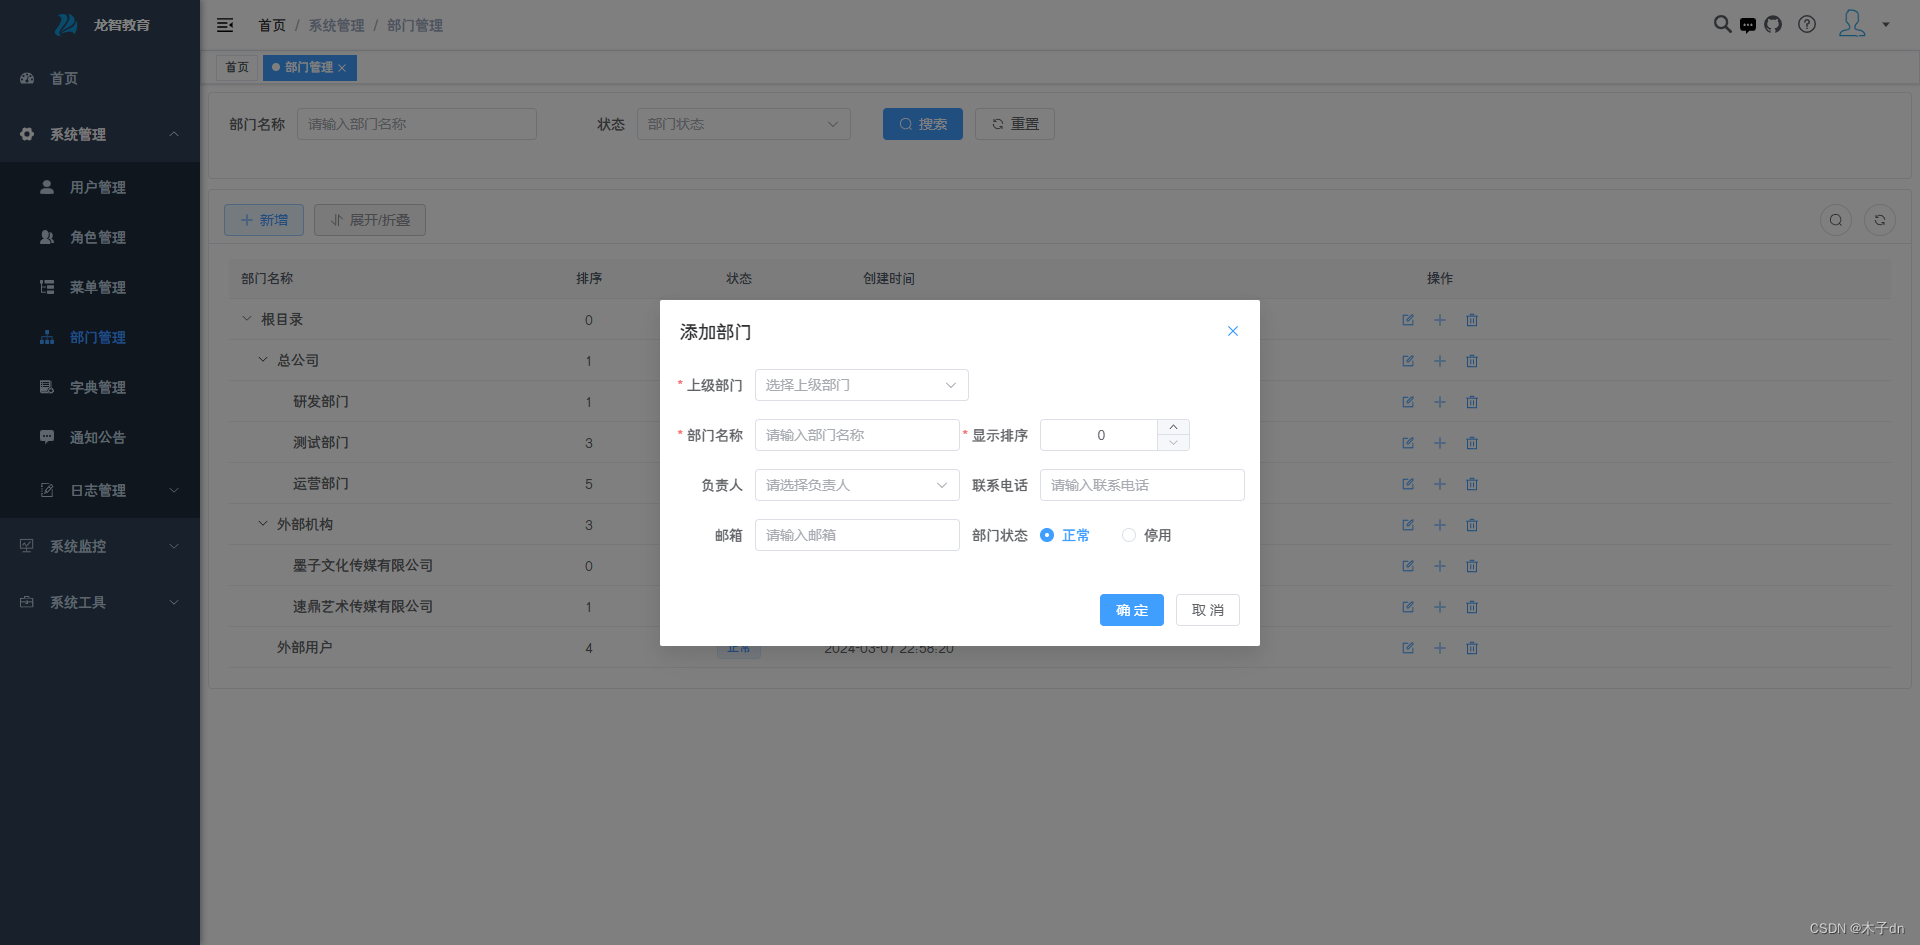 龙智教育
首页 / 系统管理 / 部门管理
首页
部门管理
首页
系统管理
用户管理
角色管理
菜单管理
部门管理
字典管理
通知公告
日志管理
系统监控
系统工具
部门名称 请输入部门名称 状态 部门状态 搜索 重置
新增 展开/折叠
部门名称 排序 状态 创建时间 操作
根目录 0
总公司 1
研发部门 1
测试部门 3
运营部门 5
外部机构 3
墨子文化传媒有限公司 0
速鼎艺术传媒有限公司 1
外部用户 4 正常 2024-03-07 22:58:20
添加部门
* 上级部门 选择上级部门
* 部门名称 请输入部门名称 * 显示排序 0
负责人 请选择负责人 联系电话 请输入联系电话
邮箱 请输入邮箱 部门状态 正常 停用
确 定 取 消
CSDN @木子dn